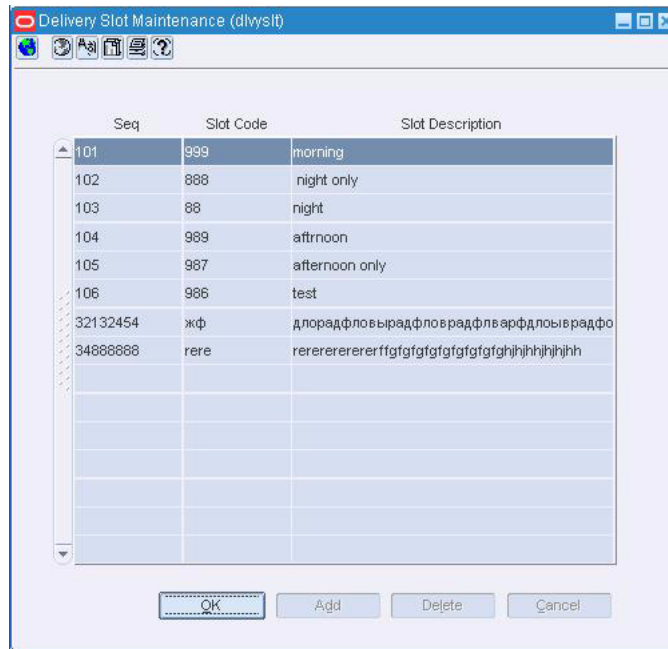 Delivery Slot Maintenance (dlvyslt)
Seq Slot Code Slot Description
101 999 morning
102 888 night only
103 88 night
104 989 aftrnoon
105 987 afternoon only
106 986 test
32132454 жф длорадфловырадфловрадфлварфдлоыврадфо
34888888 rere rerererererer​ffgfgfgfgfgfgfgfgfghjhjhhjhjhjhh
OK Add Delete Cancel